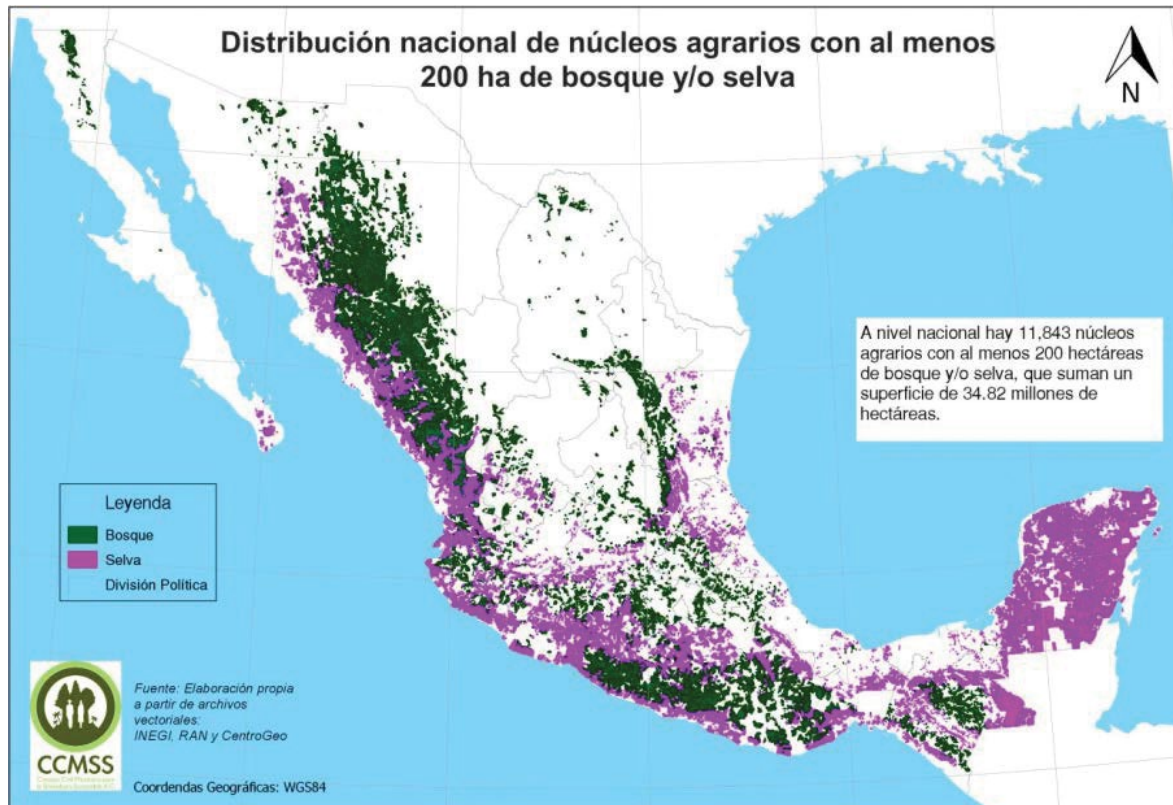 Distribución nacional de núcleos agrarios con al menos
200 ha de bosque y/o selva
N
A nivel nacional hay 11,843 núcleos
agrarios con al menos 200 hectáreas
de bosque y/o selva, que suman un
superficie de 34.82 millones de
hectáreas.
Leyenda
Bosque
Selva
División Política
Fuente: Elaboración propia
a partir de archivos
vectoriales:
INEGI, RAN y CentroGeo
CCMSS
Coordendas Geográficas: WGS84